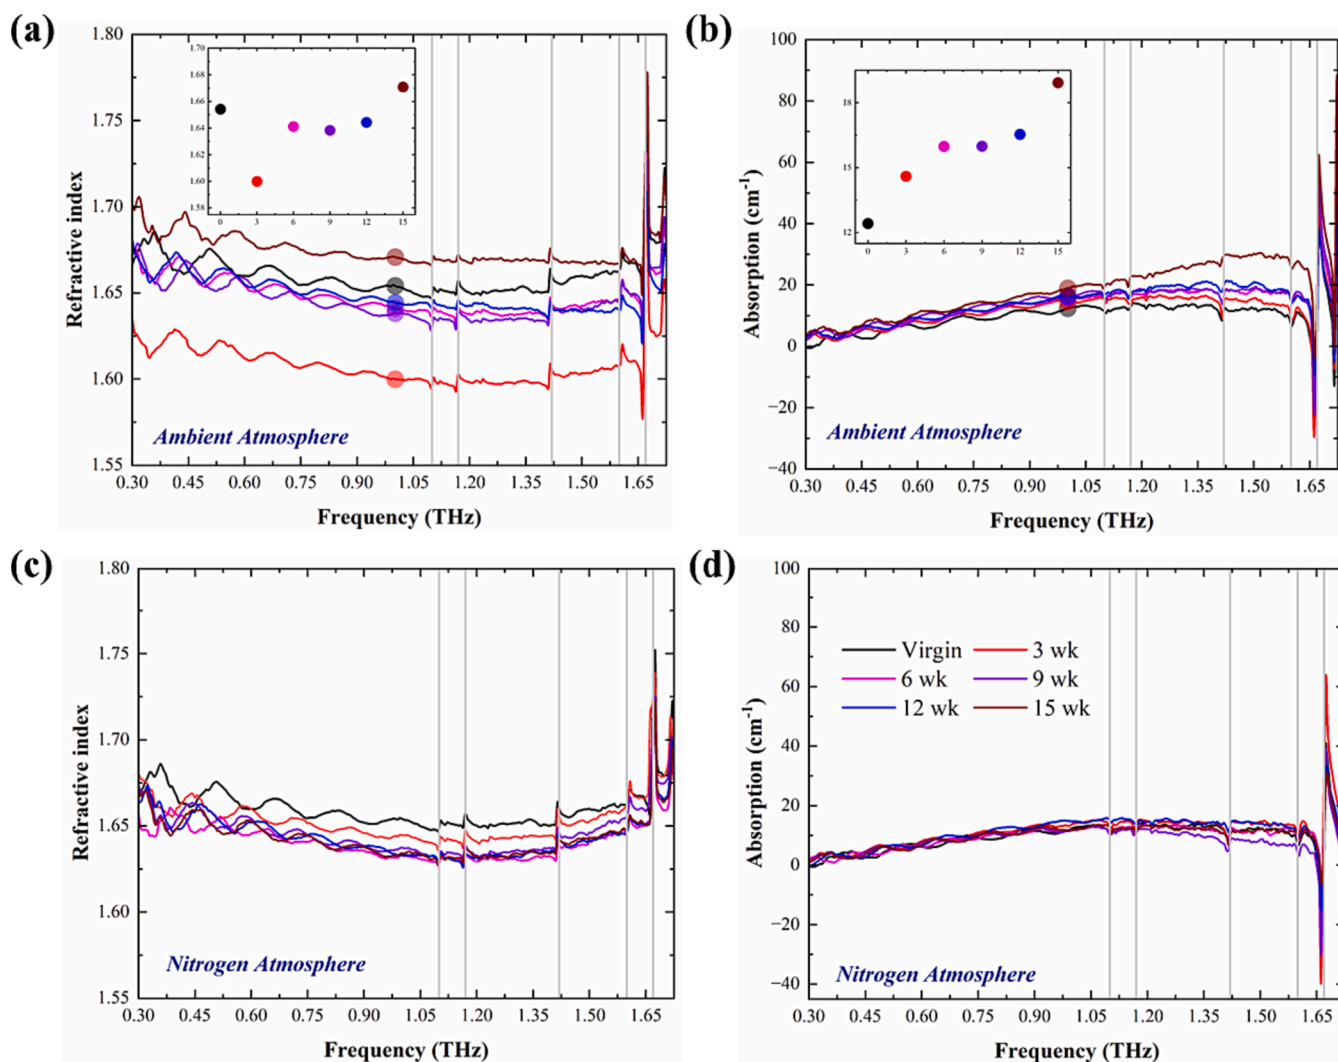 (a)
1.80
1.75
1.70
1.65
1.60
1.55
Refractive index
1.70
1.68
1.66
1.64
1.62
1.60
1.58
0 3 6 9 12 15
Ambient Atmosphere
0.30 0.45 0.60 0.75 0.90 1.05 1.20 1.35 1.50 1.65
Frequency (THz)
(b)
100
80
60
40
20
0
−20
−40
Absorption (cm⁻¹)
18
15
12
0 3 6 9 12 15
Ambient Atmosphere
0.30 0.45 0.60 0.75 0.90 1.05 1.20 1.35 1.50 1.65
Frequency (THz)
(c)
1.80
1.75
1.70
1.65
1.60
1.55
Refractive index
Nitrogen Atmosphere
0.30 0.45 0.60 0.75 0.90 1.05 1.20 1.35 1.50 1.65
Frequency (THz)
(d)
100
80
60
40
20
0
−20
−40
Absorption (cm⁻¹)
Virgin 3 wk
6 wk 9 wk
12 wk 15 wk
Nitrogen Atmosphere
0.30 0.45 0.60 0.75 0.90 1.05 1.20 1.35 1.50 1.65
Frequency (THz)